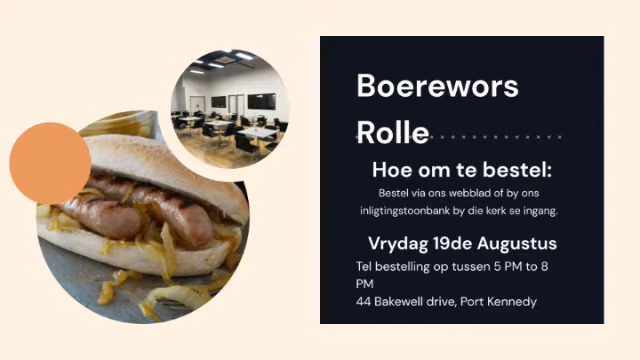 Boerewors
Rolle
Hoe om te bestel:
Bestel via ons webblad of by ons
inligtingstoonbank by die kerk se ingang.
Vrydag 19de Augustus
Tel bestelling op tussen 5 PM to 8
PM
44 Bakewell drive, Port Kennedy